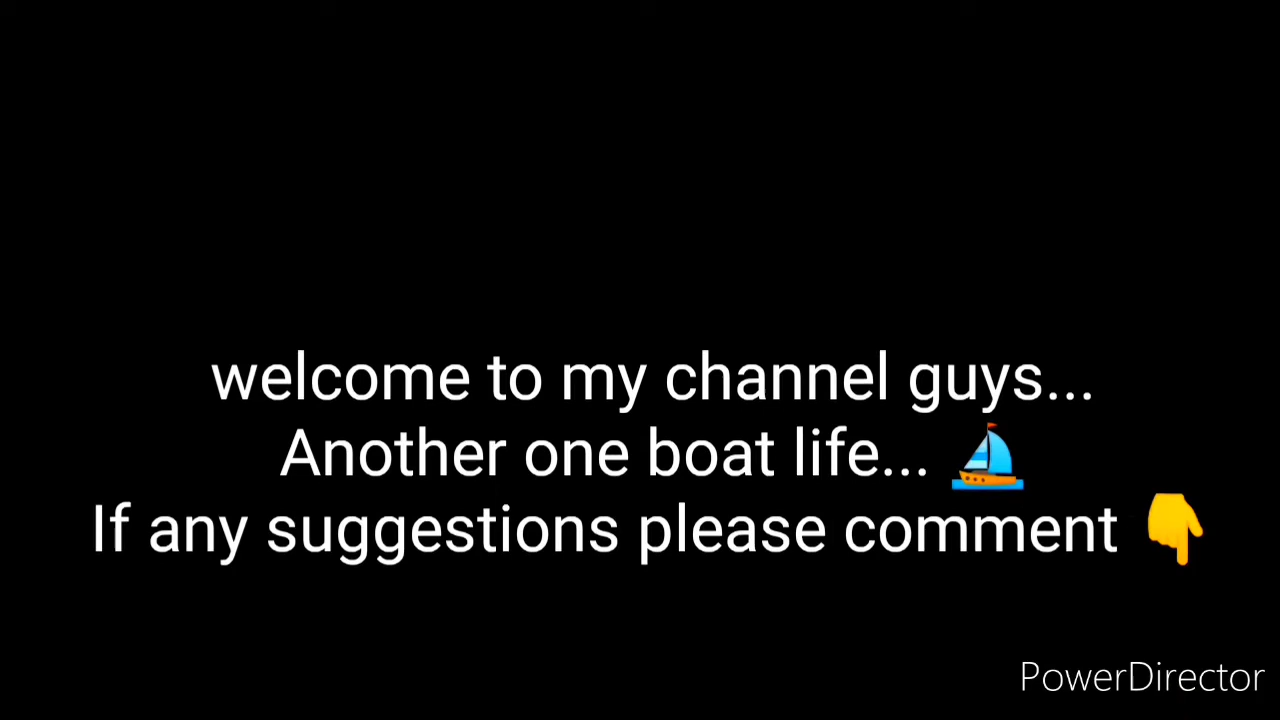 welcome to my channel guys...
Another one boat life... ⛵
If any suggestions please comment 👇
PowerDirector